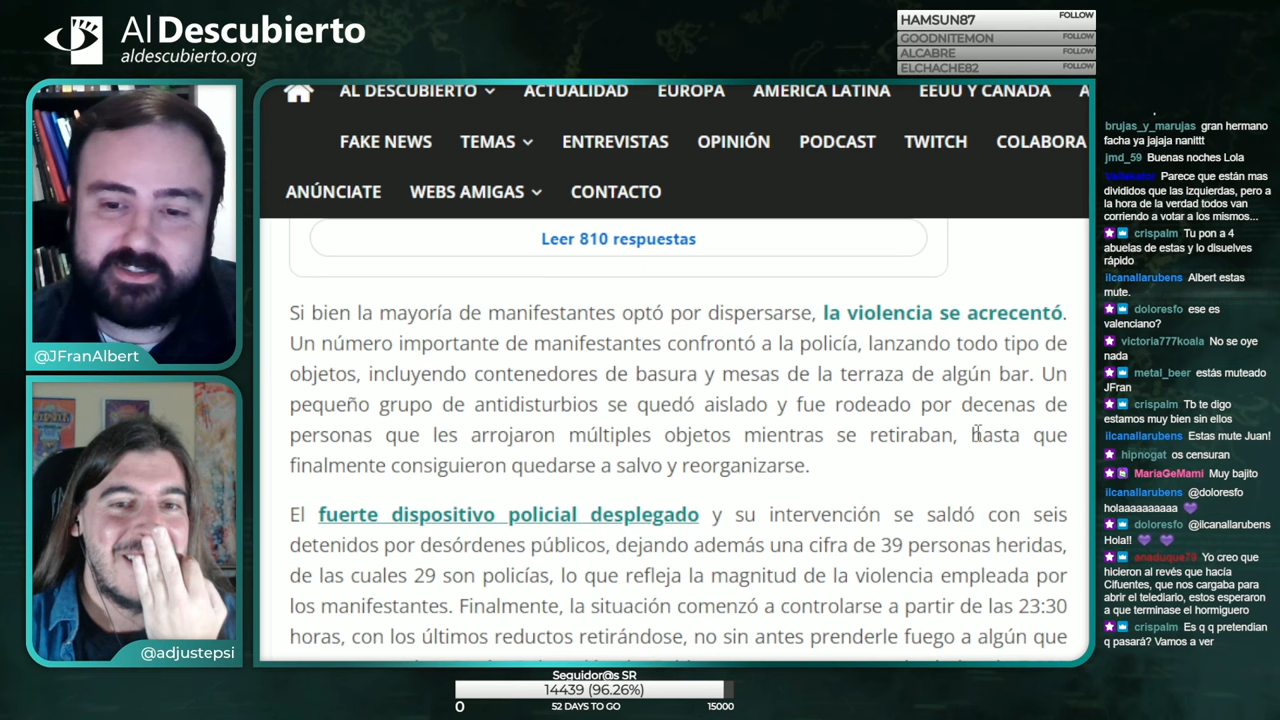 Al Descubierto
aldescubierto.org
HAMSUN87 FOLLOW
GOODNITEMON FOLLOW
ALCABRE FOLLOW
ELCHACHE82 FOLLOW
AL DESCUBIERTO ACTUALIDAD EUROPA AMÉRICA LATINA EEUU Y CANADA A
FAKE NEWS TEMAS ENTREVISTAS OPINIÓN PODCAST TWITCH COLABORA
ANÚNCIATE WEBS AMIGAS CONTACTO
Leer 810 respuestas
Si bien la mayoría de manifestantes optó por dispersarse, la violencia se acrecentó.
Un número importante de manifestantes confrontó a la policía, lanzando todo tipo de
objetos, incluyendo contenedores de basura y mesas de la terraza de algún bar. Un
pequeño grupo de antidisturbios se quedó aislado y fue rodeado por decenas de
personas que les arrojaron múltiples objetos mientras se retiraban, hasta que
finalmente consiguieron quedarse a salvo y reorganizarse.
El fuerte dispositivo policial desplegado y su intervención se saldó con seis
detenidos por desórdenes públicos, dejando además una cifra de 39 personas heridas,
de las cuales 29 son policías, lo que refleja la magnitud de la violencia empleada por
los manifestantes. Finalmente, la situación comenzó a controlarse a partir de las 23:30
horas, con los últimos reductos retirándose, no sin antes prenderle fuego a algún que
@JFranAlbert
@adjustepsi
brujas_y_marujas gran hermano
facha ya jajaja nanittt
jmd_59 Buenas noches Lola
Parece que están mas
divididos que las izquierdas, pero a
la hora de la verdad todos van
corriendo a votar a los mismos...
crispalm Tu pon a 4
abuelas de estas y lo disuelves
rápido
ilcanallarubens Albert estas
mute.
doloresfo ese es
valenciano?
victoria777koala No se oye
nada
metal_beer estás muteado
JFran
crispalm Tb te digo
estamos muy bien sin ellos
ilcanallarubens Estas mute Juan!
hipnogat os censuran
MariaGeMami Muy bajito
ilcanallarubens @doloresfo
holaaaaaaaaaa
doloresfo @ilcanallarubens
Hola!!
anaduque79 Yo creo que
hicieron al revés que hacía
Cifuentes, que nos cargaba para
abrir el telediario, estos esperaron
a que terminase el hormiguero
crispalm Es q q pretendian
q pasará? Vamos a ver
Seguidor@s SR
14439 (96.26%)
0 52 DAYS TO GO 15000